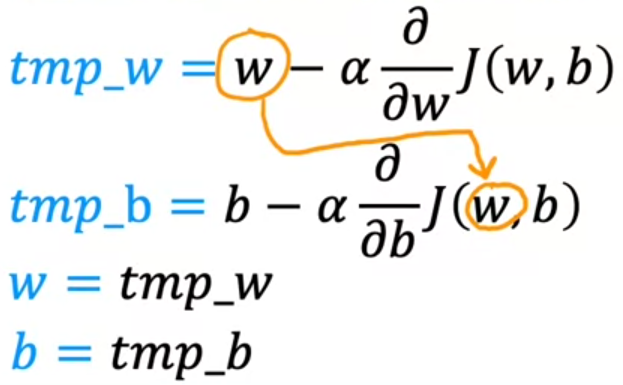 tmp_w = w − α ∂/∂w J(w, b)
tmp_b = b − α ∂/∂b J(w, b)
w = tmp_w
b = tmp_b